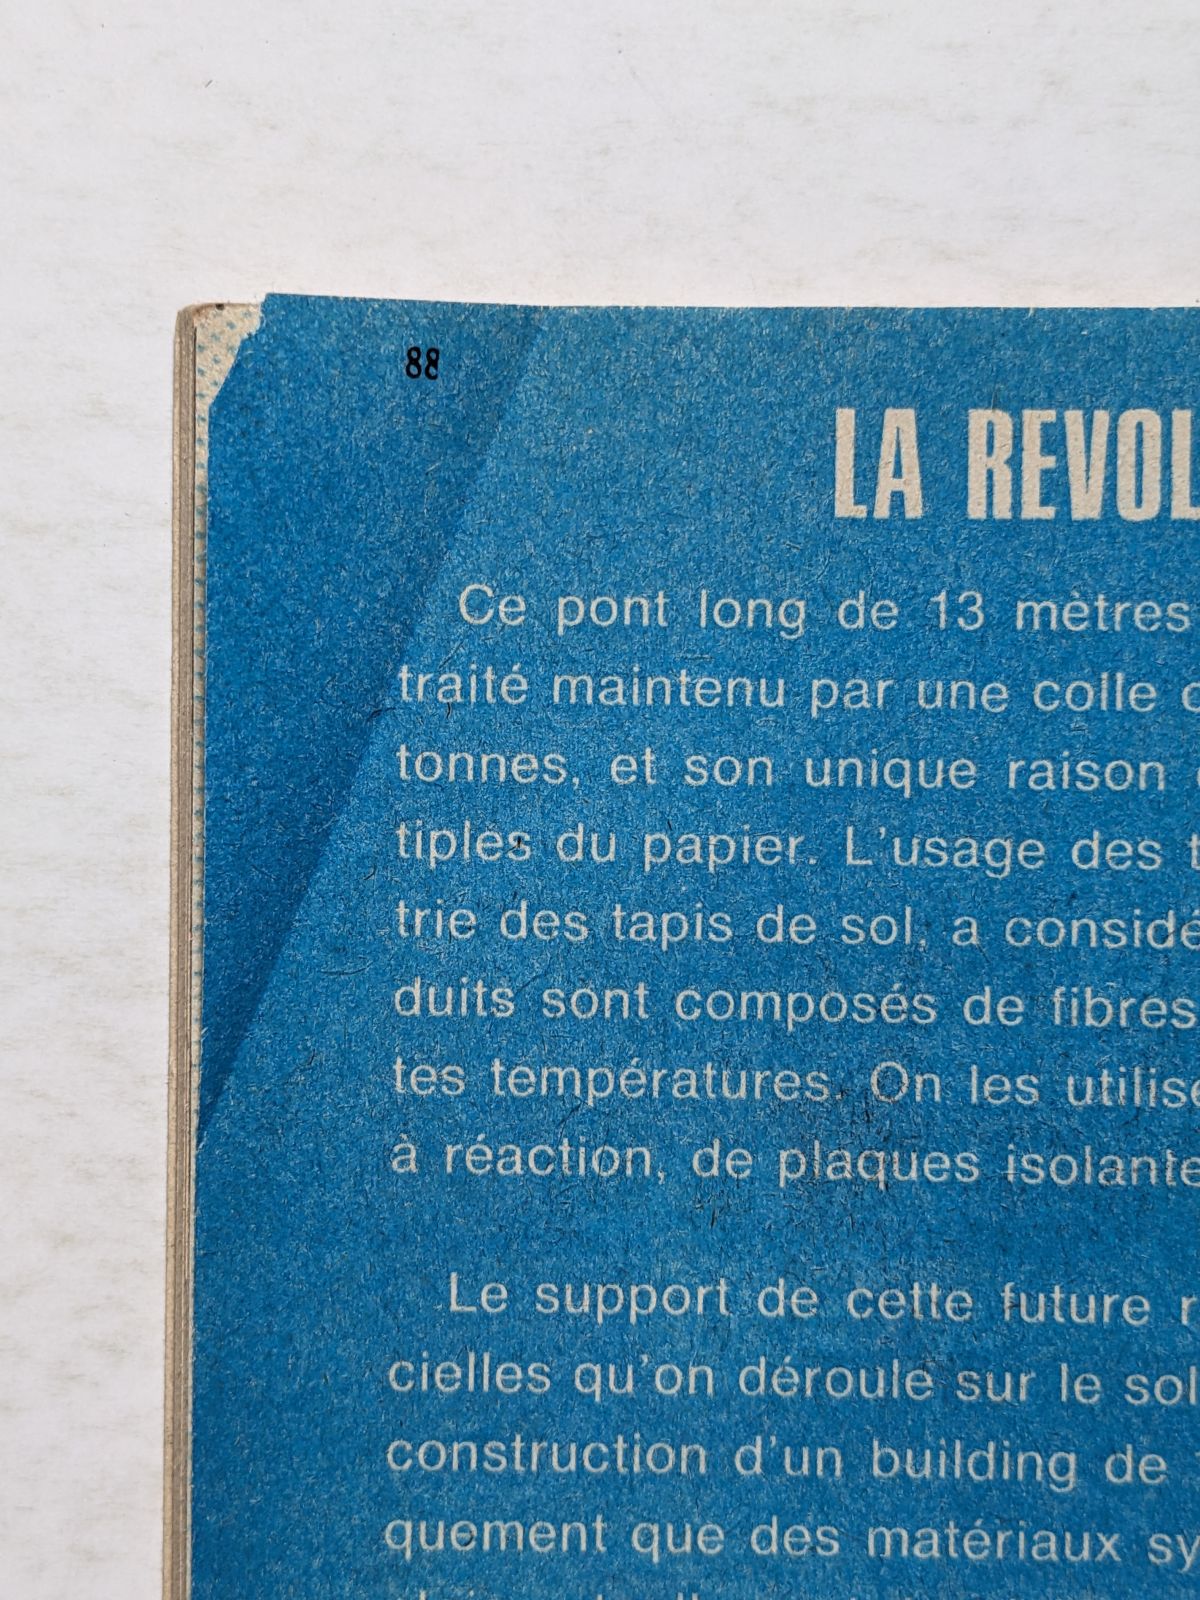 88
LA REVOL
Ce pont long de 13 mètres
traité maintenu par une colle
tonnes, et son unique raison
tiples du papier. L'usage des
trie des tapis de sol, a considé
duits sont composés de fibres
tes températures. On les utilise
à réaction, de plaques isolante
Le support de cette future
cielles qu'on déroule sur le sol
construction d'un building de
quement que des matériaux sy